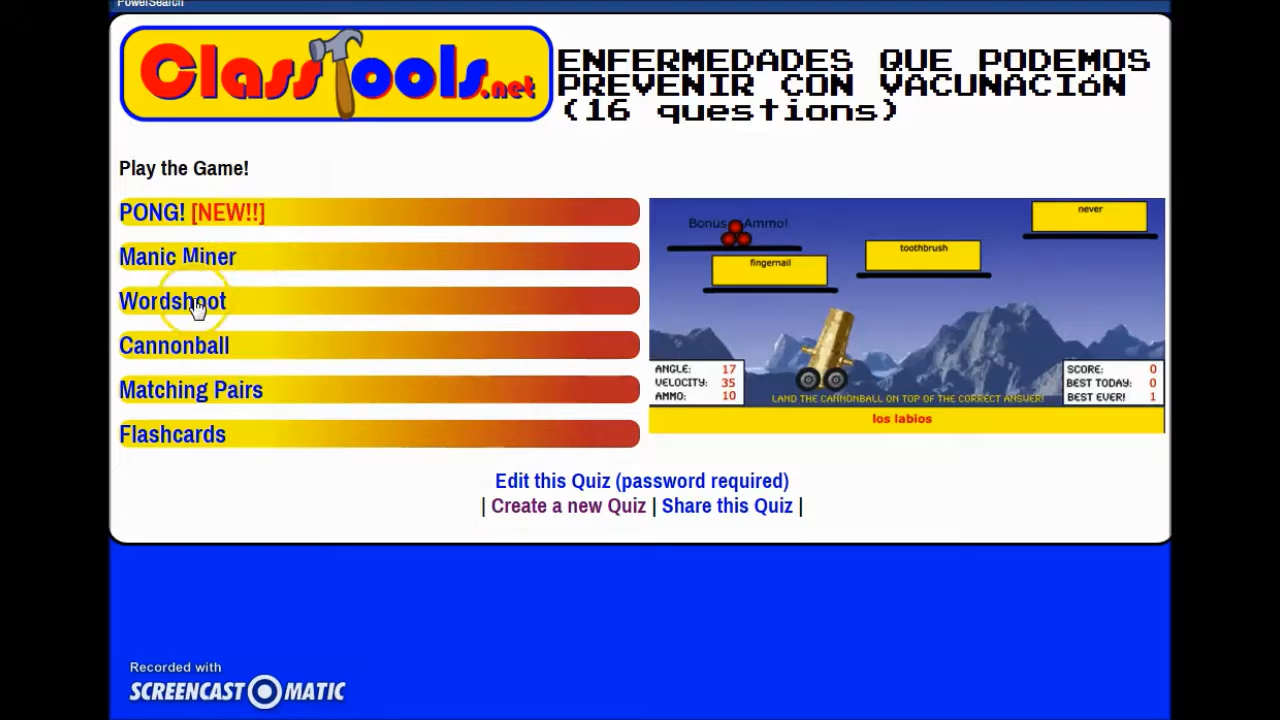 PowerSearch
ClassTools.net
ENFERMEDADES QUE PODEMOS
PREVENIR CON VACUNACIóN
(16 questions)
Play the Game!
PONG! [NEW!!]
Manic Miner
Wordshoot
Cannonball
Matching Pairs
Flashcards
Bonus Ammo!
never
toothbrush
fingernail
ANGLE: 17
VELOCITY: 35
AMMO: 10
SCORE: 0
BEST TODAY: 0
BEST EVER! 1
LAND THE CANNONBALL ON TOP OF THE CORRECT ANSWER!
los labios
Edit this Quiz (password required)
| Create a new Quiz | Share this Quiz |
Recorded with
SCREENCAST O MATIC